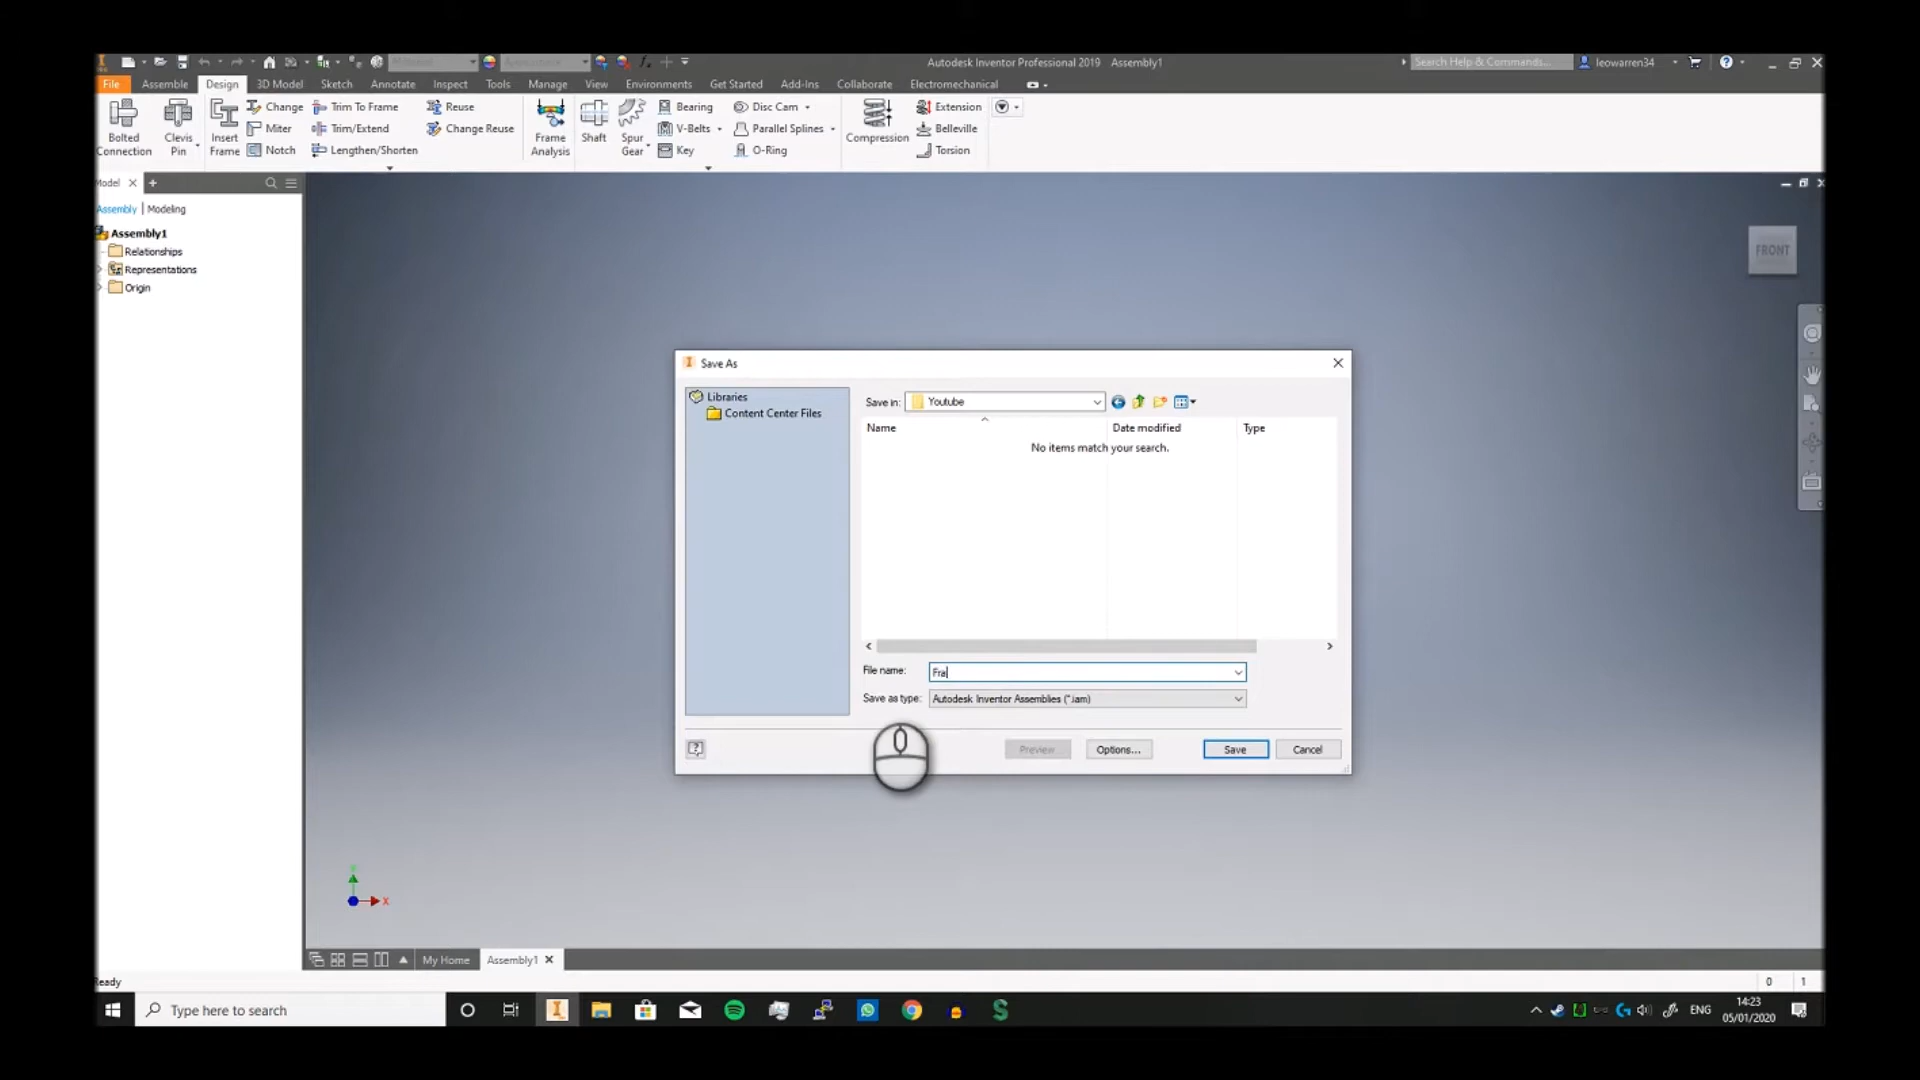 Autodesk Inventor Professional 2019 Assembly1
Search Help & Commands...
leowarren34
File Assemble Design 3D Model Sketch Annotate Inspect Tools Manage View Environments Get Started Add-Ins Collaborate Electromechanical
Bolted Connection
Clevis Pin
Insert Frame
Change
Miter
Notch
Trim To Frame
Trim/Extend
Lengthen/Shorten
Reuse
Change Reuse
Frame Analysis
Shaft
Spur Gear
Bearing
V-Belts
Key
Disc Cam
Parallel Splines
O-Ring
Compression
Extension
Belleville
Torsion
Model
Assembly | Modeling
Assembly1
Relationships
Representations
Origin
FRONT
Save As
Libraries
Content Center Files
Save in: Youtube
Name Date modified Type
No items match your search.
File name: Fra
Save as type: Autodesk Inventor Assemblies (*.iam)
Preview Options... Save Cancel
X
My Home Assembly1
Ready
0 1
Type here to search
ENG
14:23
05/01/2020